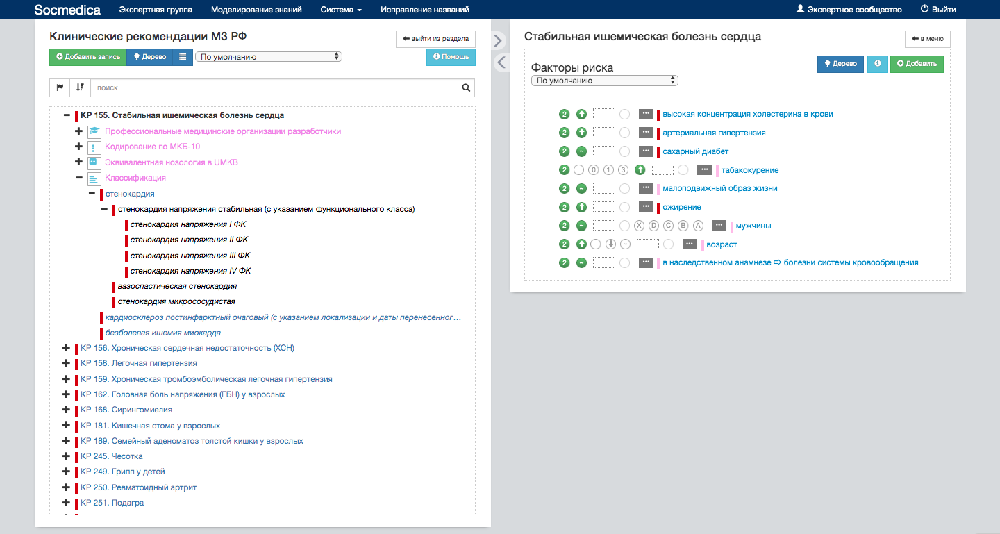 Socmedica Экспертная группа Моделирование знаний Система Исправление названий Экспертное сообщество Выйти
Клинические рекомендации МЗ РФ
выйти из раздела
Добавить запись Дерево По умолчанию Помощь
поиск
КР 155. Стабильная ишемическая болезнь сердца
Профессиональные медицинские организации разработчики
Кодирование по МКБ-10
Эквивалентная нозология в UMKB
Классификация
стенокардия
стенокардия напряжения стабильная (с указанием функционального класса)
стенокардия напряжения I ФК
стенокардия напряжения II ФК
стенокардия напряжения III ФК
стенокардия напряжения IV ФК
вазоспастическая стенокардия
стенокардия микрососудистая
кардиосклероз постинфарктный очаговый (с указанием локализации и даты перенесенног...
безболевая ишемия миокарда
КР 156. Хроническая сердечная недостаточность (ХСН)
КР 158. Легочная гипертензия
КР 159. Хроническая тромбоэмболическая легочная гипертензия
КР 162. Головная боль напряжения (ГБН) у взрослых
КР 168. Сирингомиелия
КР 181. Кишечная стома у взрослых
КР 189. Семейный аденоматоз толстой кишки у взрослых
КР 245. Чесотка
КР 249. Грипп у детей
КР 250. Ревматоидный артрит
КР 251. Подагра
Стабильная ишемическая болезнь сердца
в меню
Дерево Добавить
Факторы риска
По умолчанию
2 ... высокая концентрация холестерина в крови
2 ... артериальная гипертензия
2 ~ ... сахарный диабет
2 0 1 3 ... табакокурение
2 ~ ... малоподвижный образ жизни
2 ... ожирение
2 ~ X D C B A ... мужчины
2 ~ ... возраст
2 ~ ... в наследственном анамнезе ⇨ болезни системы кровообращения